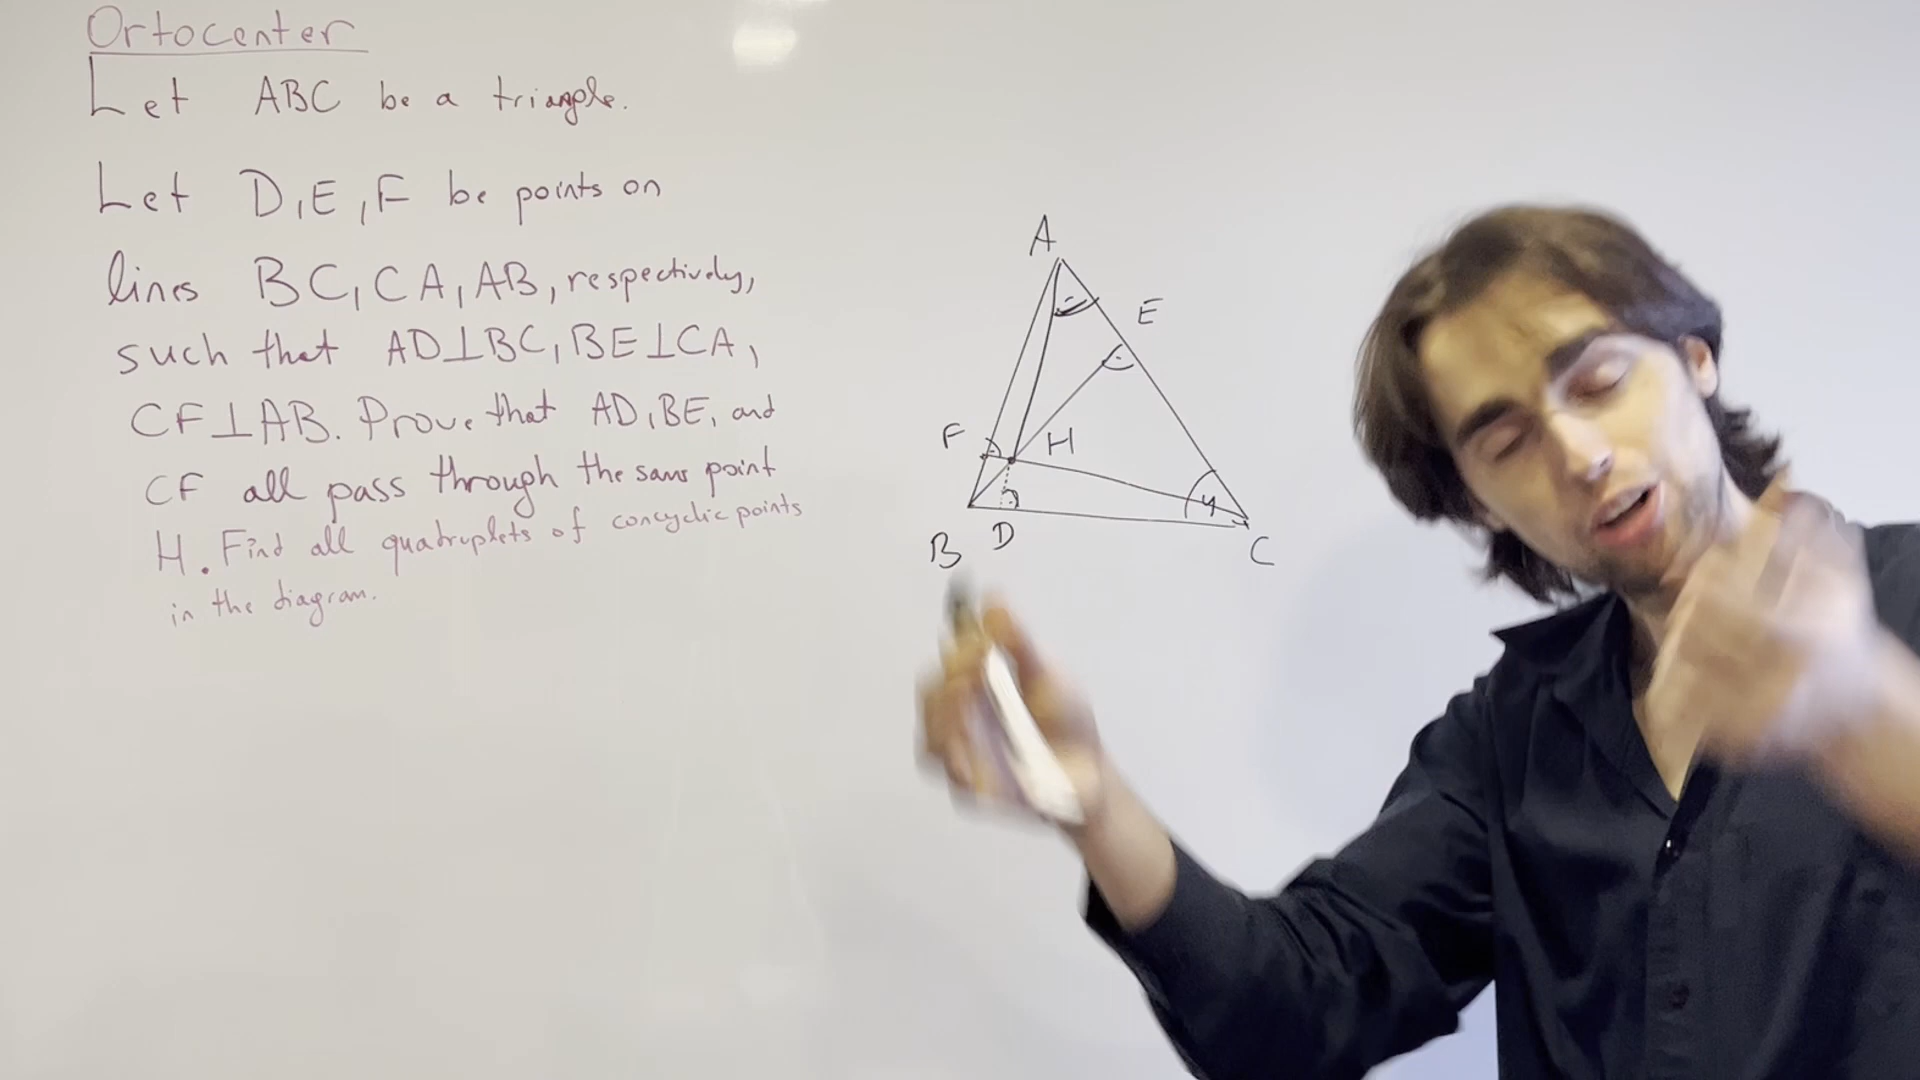 Ortocenter
Let ABC be a triangle.
Let D, E, F be points on
lines BC, CA, AB, respectively,
such that AD⊥BC, BE⊥CA,
CF⊥AB. Prove that AD, BE, and
CF all pass through the same point
H. Find all quadruplets of concyclic points
in the diagram.
A
E
F
H
y
B
D
C